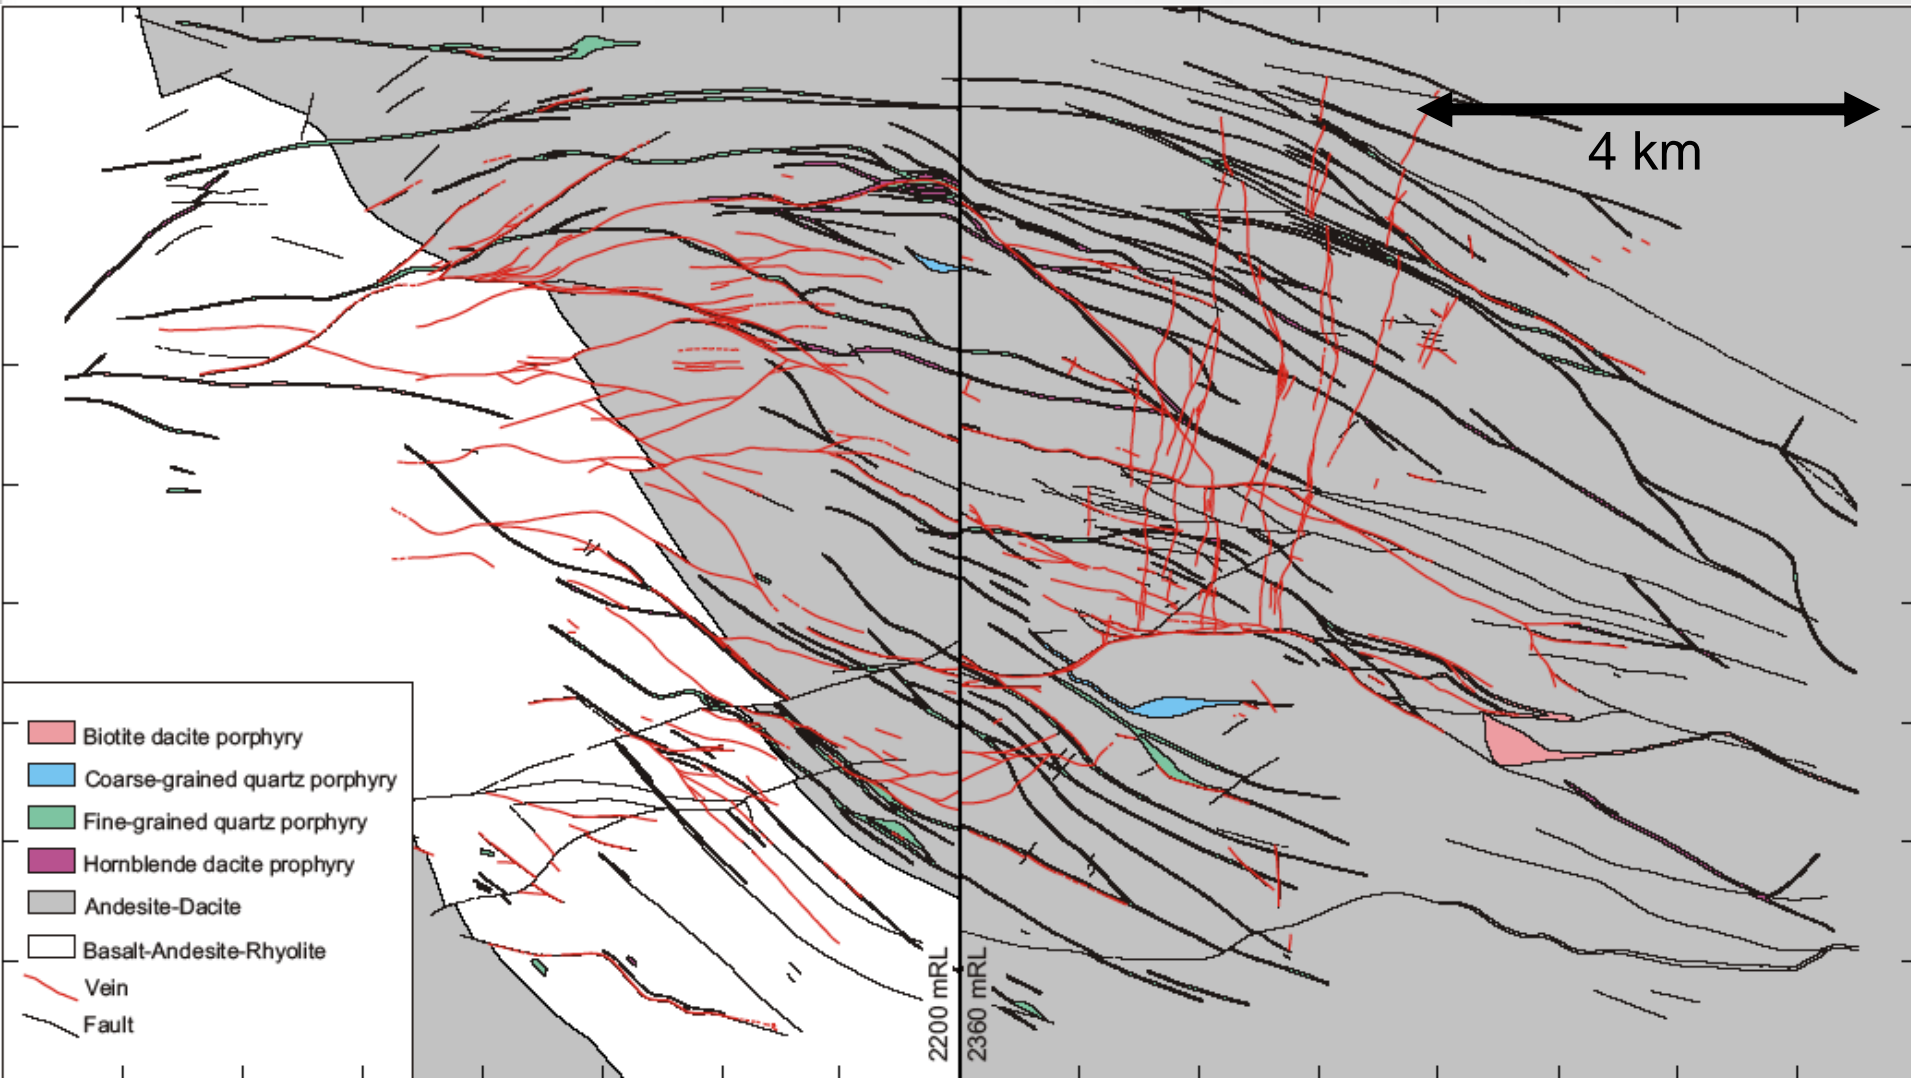 4 km
Biotite dacite porphyry
Coarse-grained quartz porphyry
Fine-grained quartz porphyry
Hornblende dacite prophyry
Andesite-Dacite
Basalt-Andesite-Rhyolite
Vein
Fault
2200 mRL
2360 mRL